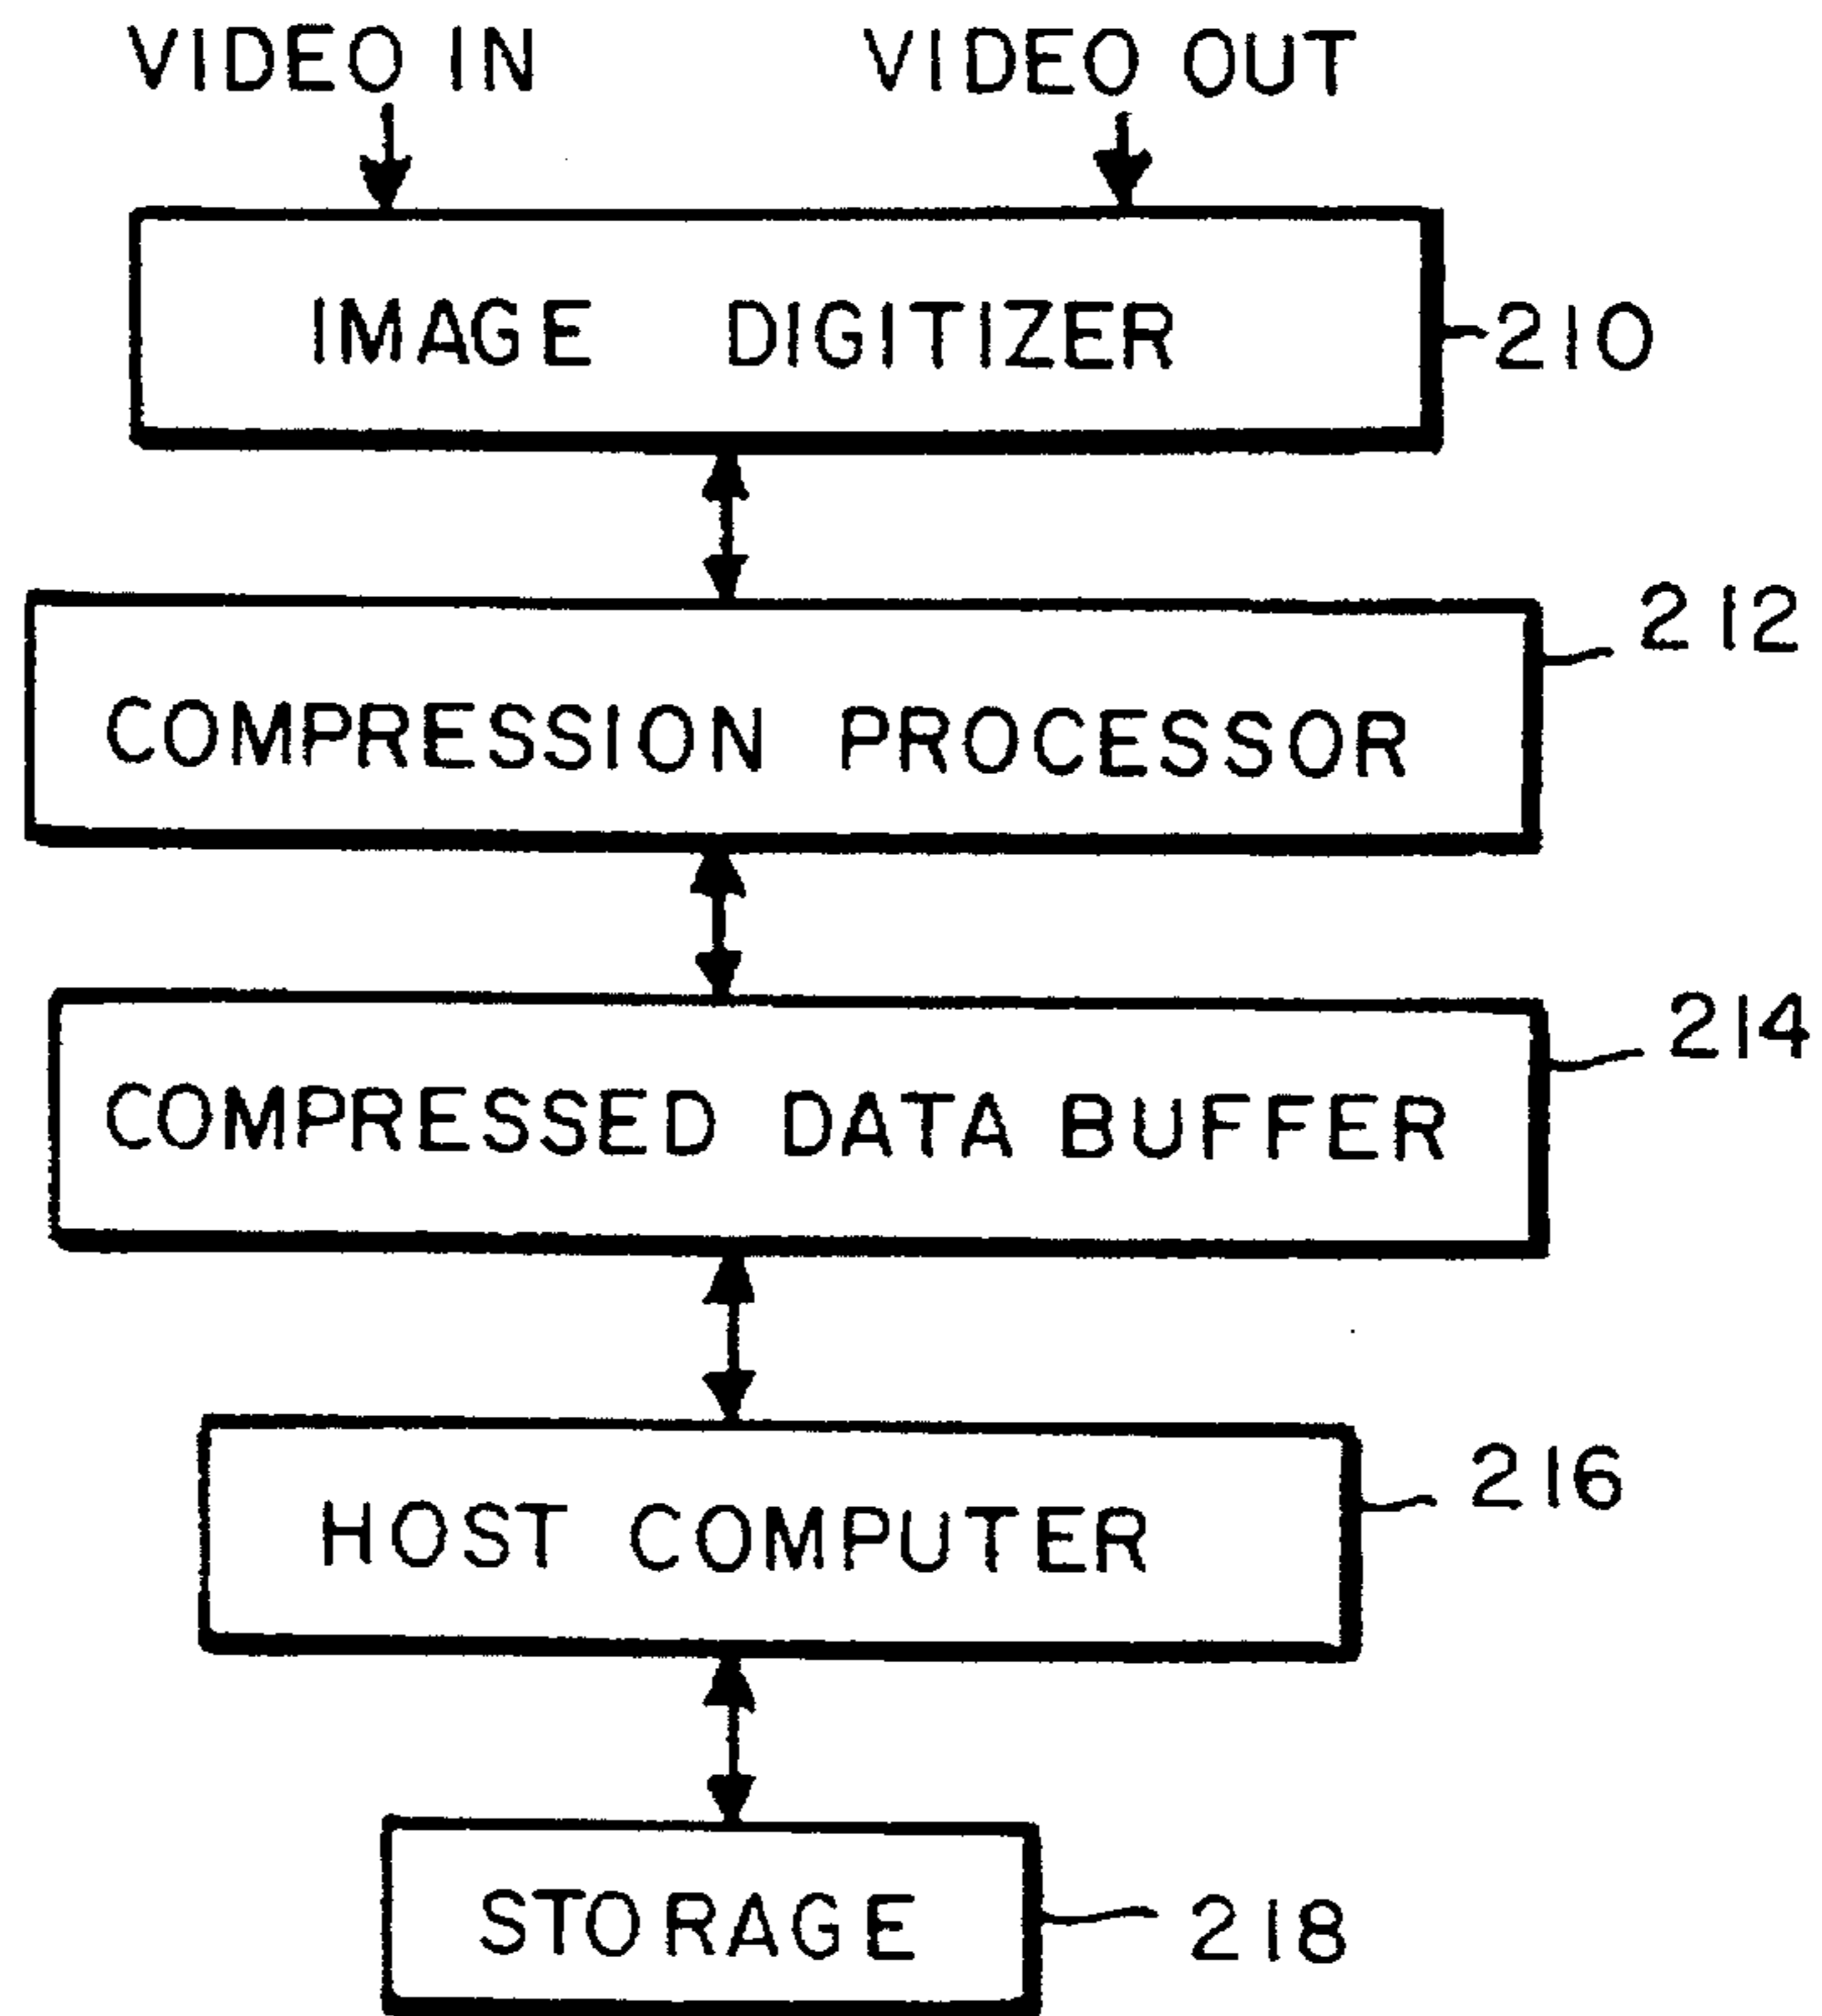 VIDEO IN
VIDEO OUT
IMAGE DIGITIZER
210
212
COMPRESSION PROCESSOR
214
COMPRESSED DATA BUFFER
216
HOST COMPUTER
STORAGE
218